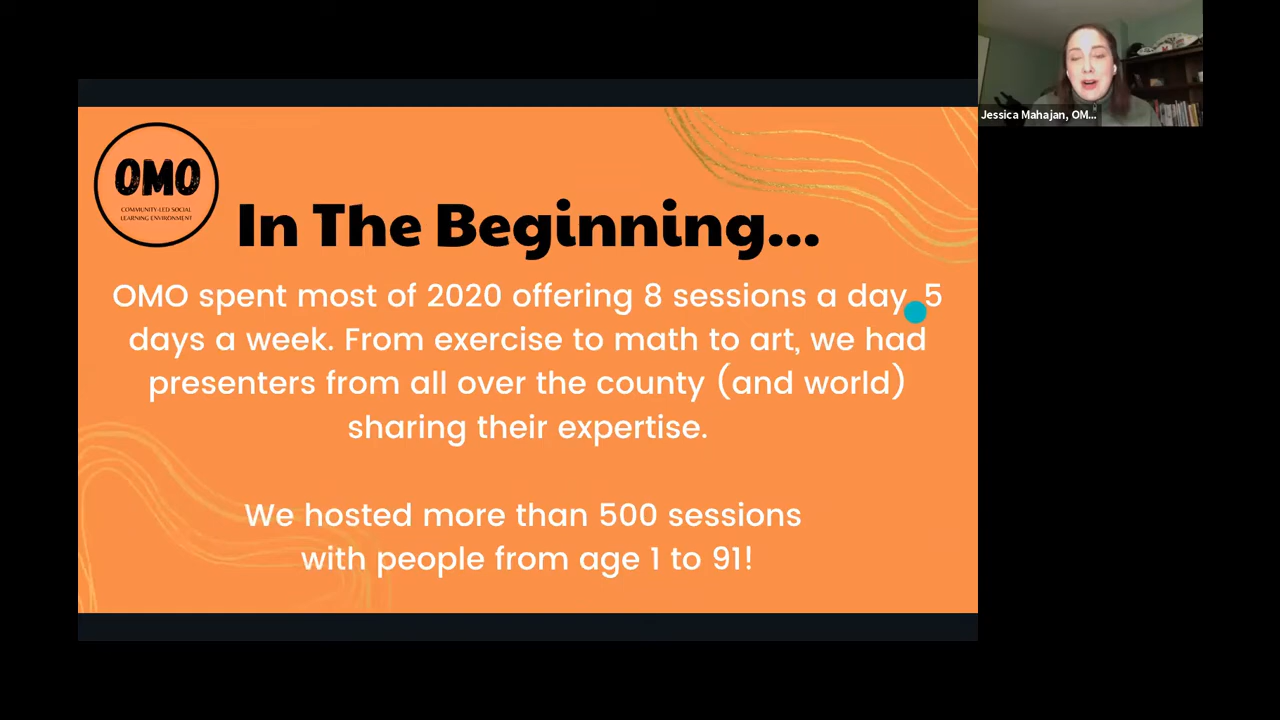 Jessica Mahajan, OM...
OMO
COMMUNITY-LED SOCIAL
LEARNING ENVIRONMENT
In The Beginning...
OMO spent most of 2020 offering 8 sessions a day, 5
days a week. From exercise to math to art, we had
presenters from all over the county (and world)
sharing their expertise.
We hosted more than 500 sessions
with people from age 1 to 91!